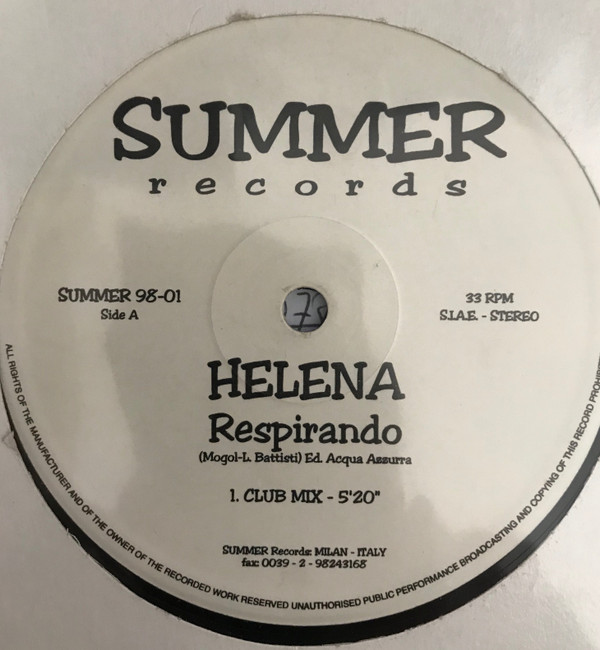 SUMMER
records
SUMMER 98-01
Side A
33 RPM
S.I.A.E. - STEREO
HELENA
Respirando
(Mogol-L. Battisti) Ed. Acqua Azzurra
1. CLUB MIX - 5'20"
SUMMER Records: MILAN - ITALY
fax: 0039 - 2 - 98243168
ALL RIGHTS OF THE MANUFACTURER AND OF THE OWNER OF THE RECORDED WORK RESERVED UNAUTHORISED PUBLIC PERFORMANCE BROADCASTING AND COPYING OF THIS RECORD